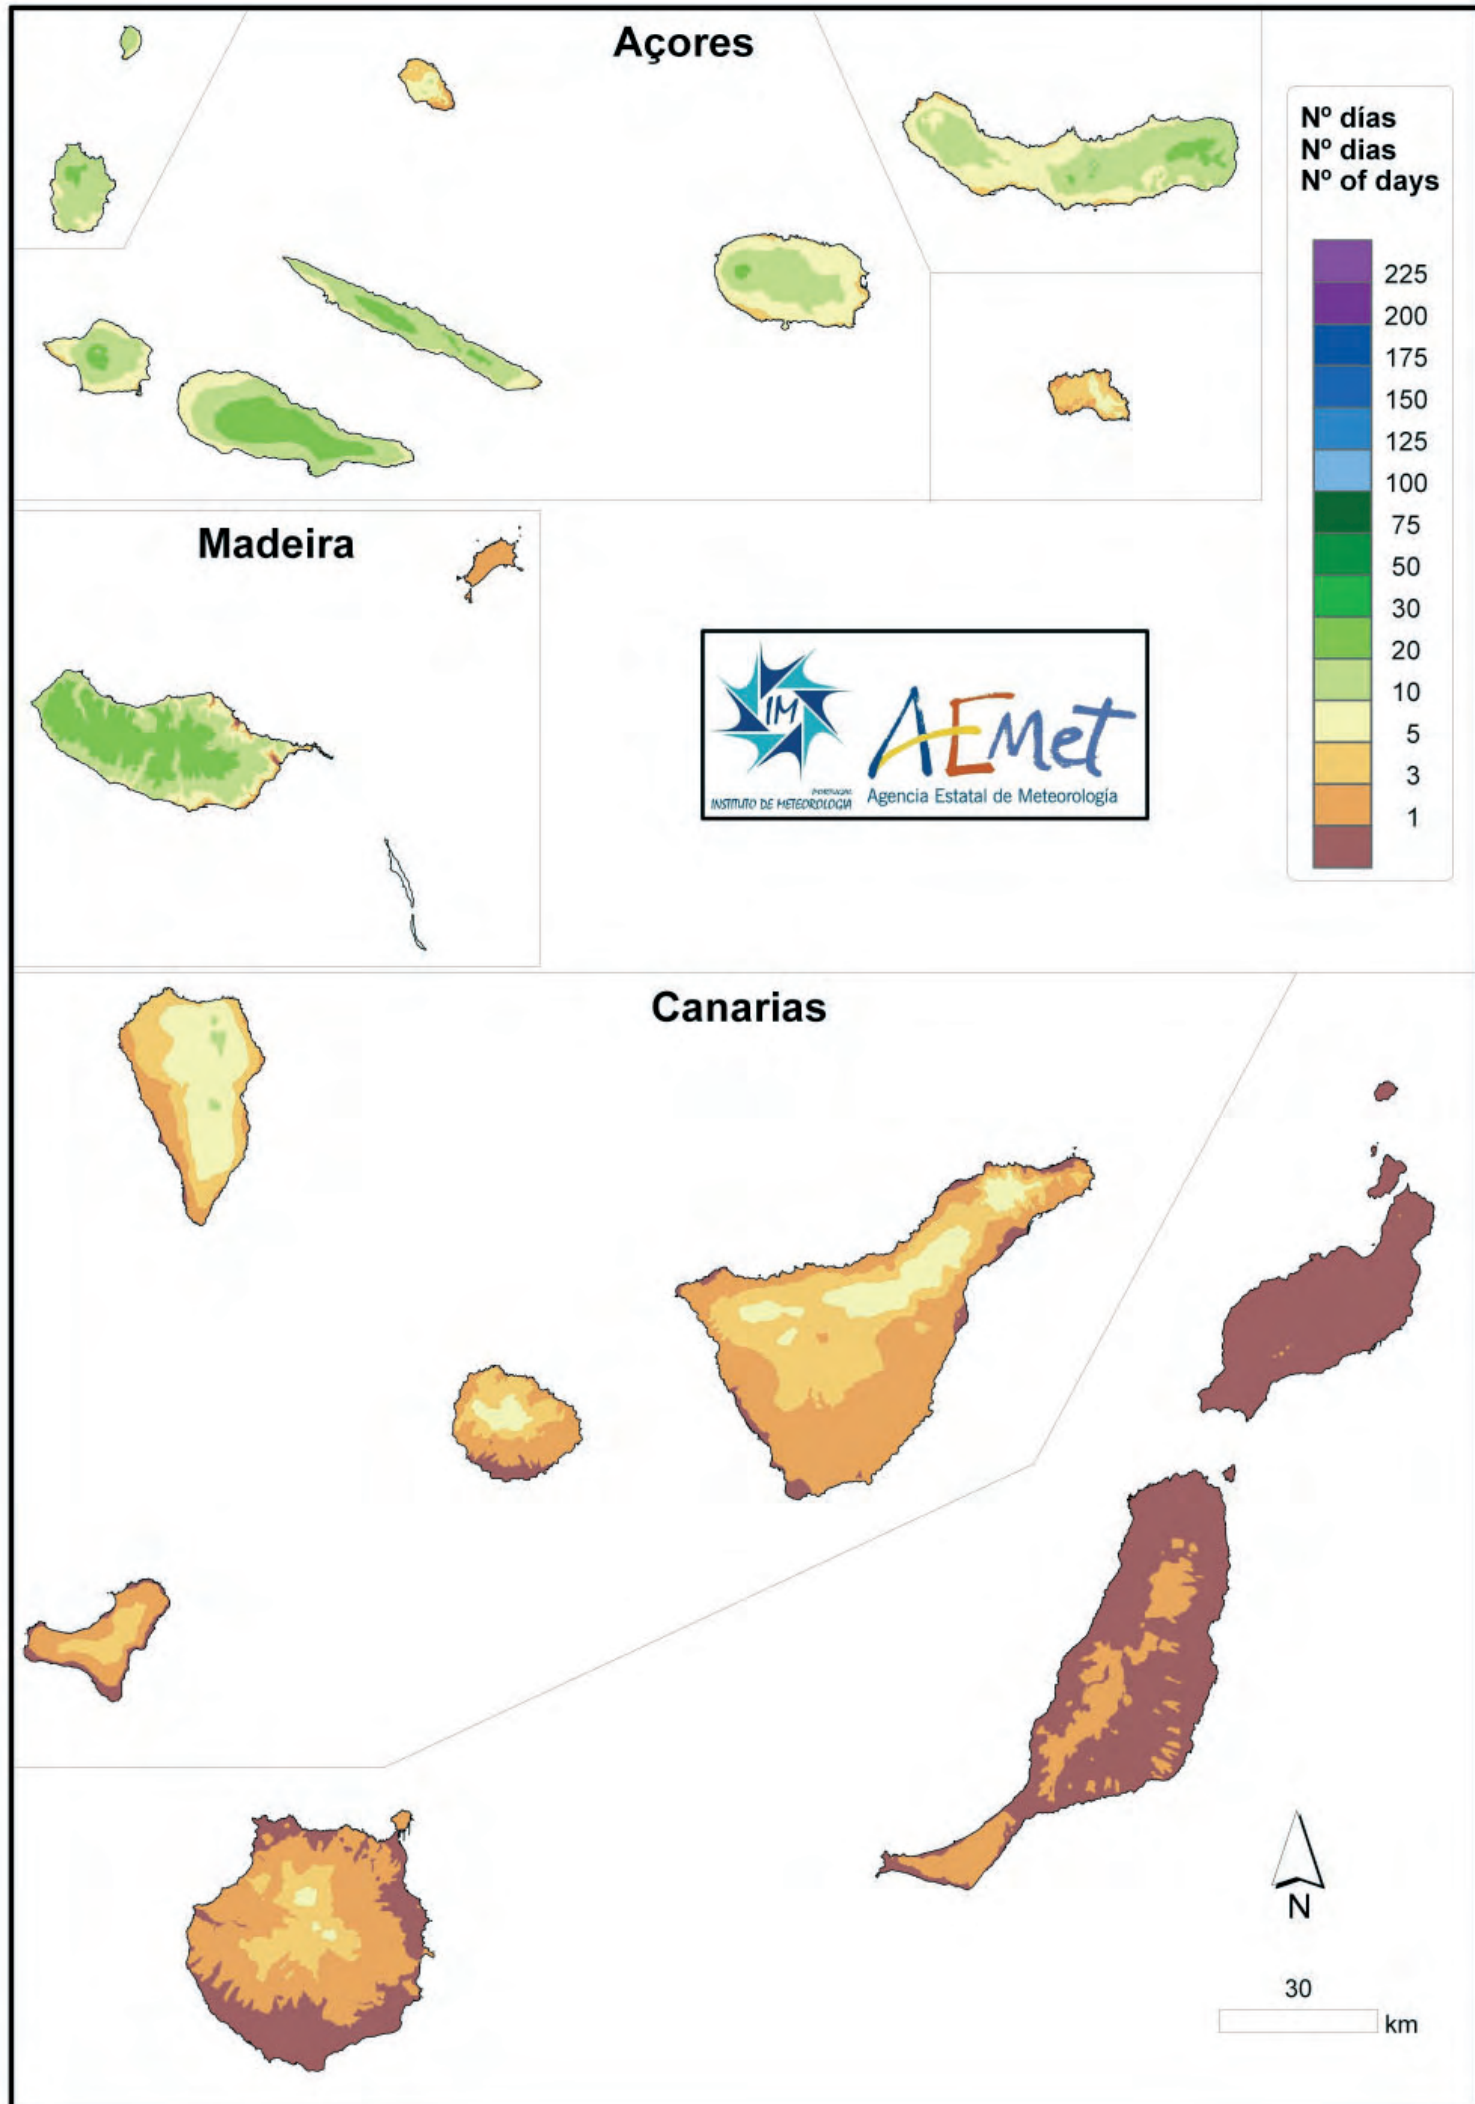 Açores
Nº días
Nº dias
Nº of days
225
200
175
150
125
100
75
50
30
20
10
5
3
1
Madeira
IM
PORTUGAL
INSTITUTO DE METEOROLOGIA
AEMet
Agencia Estatal de Meteorología
Canarias
N
30
km